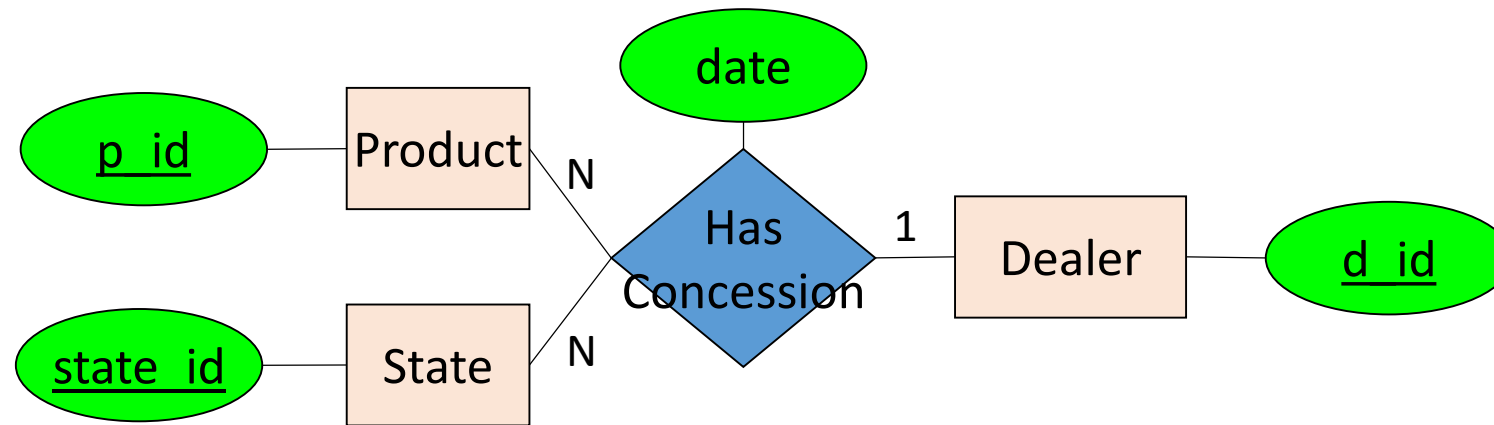 date
p_id
Product
N
Has
Concession
1
Dealer
d_id
state_id
State
N